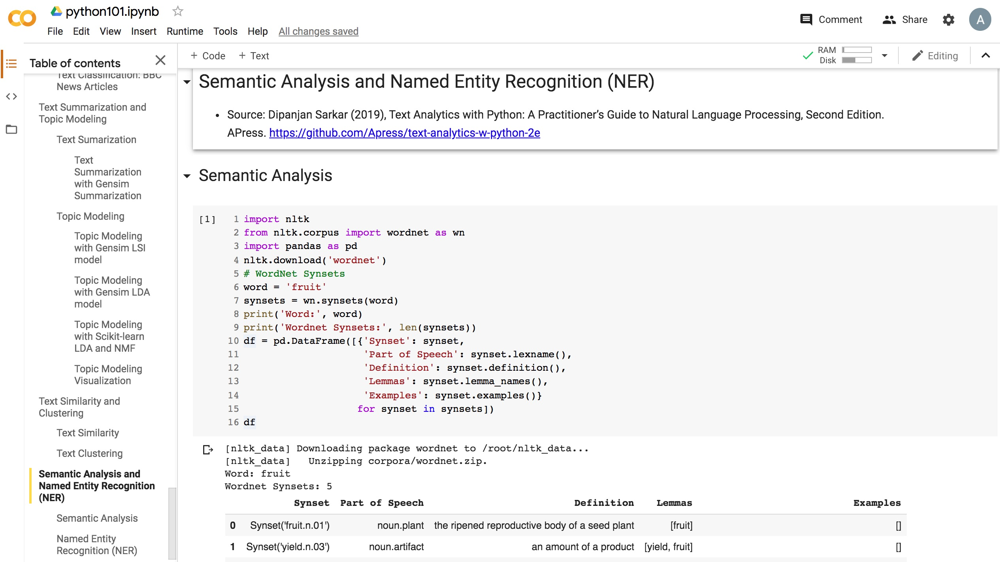 python101.ipynb
File Edit View Insert Runtime Tools Help All changes saved
Comment Share A
Table of contents
+ Code + Text
RAM
Disk
Editing
Text Classification: BBC
News Articles
Text Summarization and
Topic Modeling
Text Sumarization
Text
Summarization
with Gensim
Summarization
Topic Modeling
Topic Modeling
with Gensim LSI
model
Topic Modeling
with Gensim LDA
model
Topic Modeling
with Scikit-learn
LDA and NMF
Topic Modeling
Visualization
Text Similarity and
Clustering
Text Similarity
Text Clustering
Semantic Analysis and
Named Entity Recognition
(NER)
Semantic Analysis
Named Entity
Recognition (NER)
Semantic Analysis and Named Entity Recognition (NER)
• Source: Dipanjan Sarkar (2019), Text Analytics with Python: A Practitioner’s Guide to Natural Language Processing, Second Edition.
APress. https://github.com/Apress/text-analytics-w-python-2e
Semantic Analysis
[1] 1 import nltk
2 from nltk.corpus import wordnet as wn
3 import pandas as pd
4 nltk.download('wordnet')
5 # WordNet Synsets
6 word = 'fruit'
7 synsets = wn.synsets(word)
8 print('Word:', word)
9 print('Wordnet Synsets:', len(synsets))
10 df = pd.DataFrame([{'Synset': synset,
11 'Part of Speech': synset.lexname(),
12 'Definition': synset.definition(),
13 'Lemmas': synset.lemma_names(),
14 'Examples': synset.examples()}
15 for synset in synsets])
16 df
[nltk_data] Downloading package wordnet to /root/nltk_data...
[nltk_data] Unzipping corpora/wordnet.zip.
Word: fruit
Wordnet Synsets: 5
Synset Part of Speech Definition Lemmas Examples
0 Synset('fruit.n.01') noun.plant the ripened reproductive body of a seed plant [fruit] []
1 Synset('yield.n.03') noun.artifact an amount of a product [yield, fruit] []